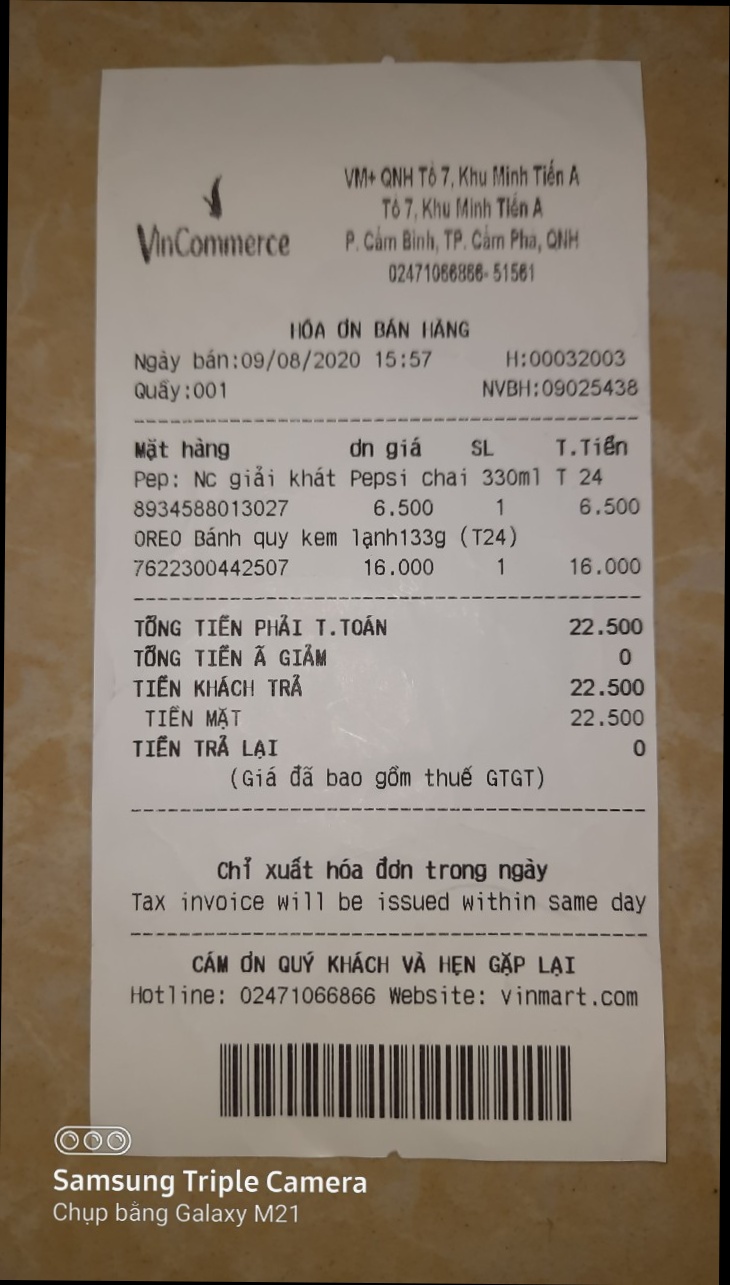 VinCommerce
VM+ QNH Tổ 7, Khu Minh Tiến A
Tổ 7, Khu Minh Tiến A
P. Cẩm Bình, TP. Cẩm Phả, QNH
02471066866- 51561
HÓA ƠN BÁN HÀNG
Ngày bán:09/08/2020 15:57 H:00032003
Quầy:001 NVBH:09025438
Mặt hàng ơn giá SL T.Tiền
Pep: Nc giải khát Pepsi chai 330ml T 24
8934588013027 6.500 1 6.500
OREO Bánh quy kem lạnh133g (T24)
7622300442507 16.000 1 16.000
TỔNG TIỀN PHẢI T.TOÁN 22.500
TỔNG TIỀN Ã GIẢM 0
TIỀN KHÁCH TRẢ 22.500
TIỀN MẶT 22.500
TIỀN TRẢ LẠI 0
(Giá đã bao gồm thuế GTGT)
Chỉ xuất hóa đơn trong ngày
Tax invoice will be issued within same day
CÁM ƠN QUÝ KHÁCH VÀ HẸN GẶP LẠI
Hotline: 02471066866 Website: vinmart.com
Samsung Triple Camera
Chụp bằng Galaxy M21